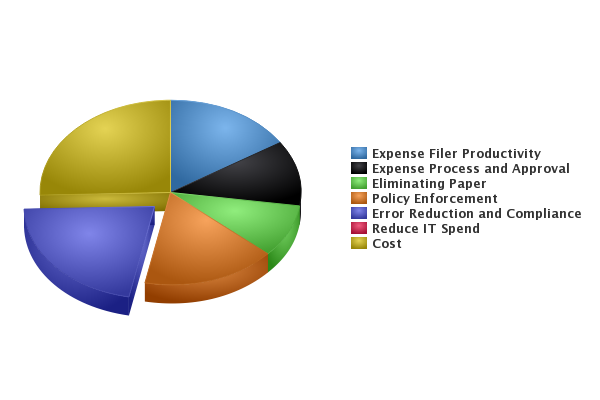 Expense Filer Productivity
Expense Process and Approval
Eliminating Paper
Policy Enforcement
Error Reduction and Compliance
Reduce IT Spend
Cost